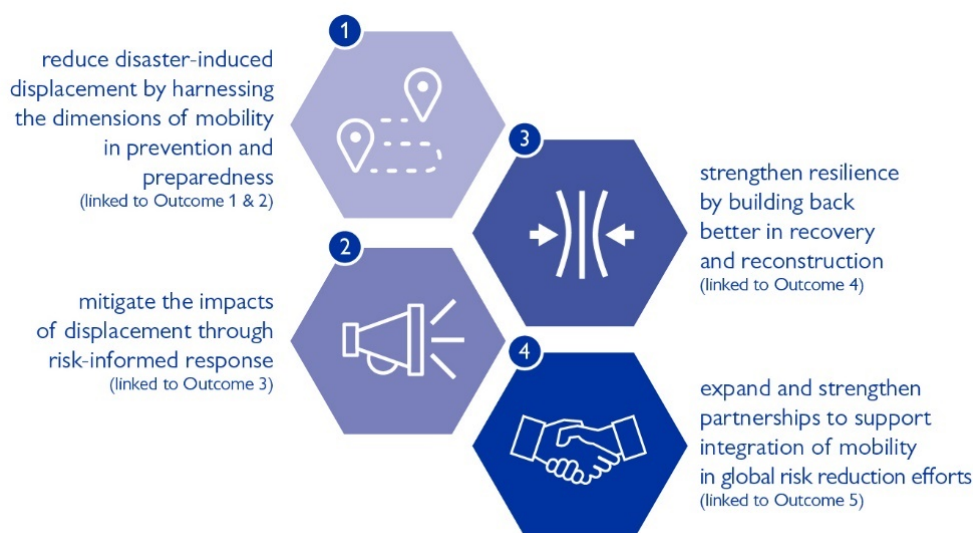 1
reduce disaster-induced
displacement by harnessing
the dimensions of mobility
in prevention and
preparedness
(linked to Outcome 1 & 2)
2
mitigate the impacts
of displacement through
risk-informed response
(linked to Outcome 3)
3
strengthen resilience
by building back
better in recovery
and reconstruction
(linked to Outcome 4)
4
expand and strengthen
partnerships to support
integration of mobility
in global risk reduction efforts
(linked to Outcome 5)